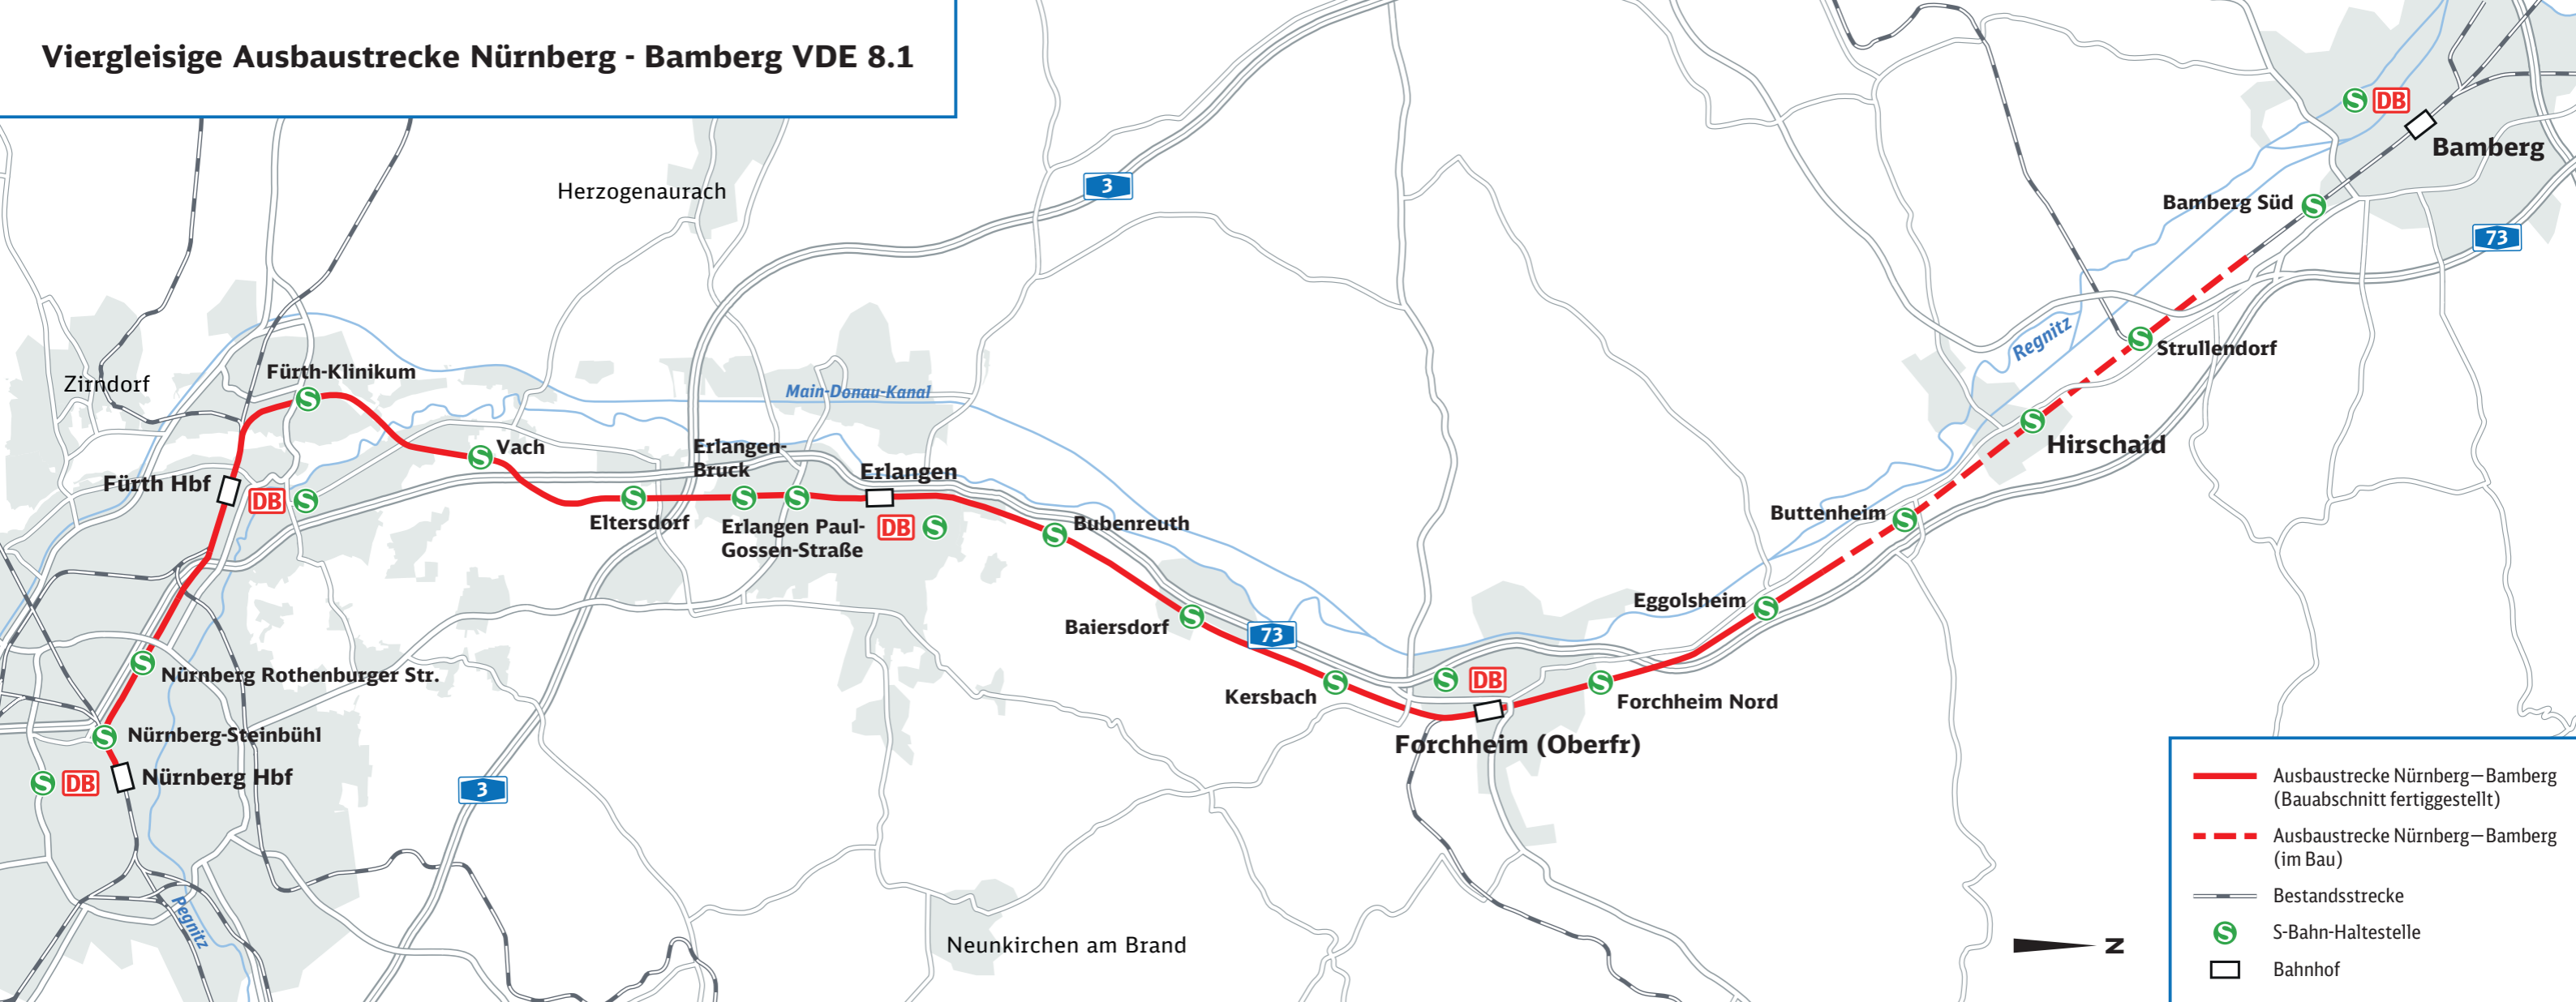 Viergleisige Ausbaustrecke Nürnberg - Bamberg VDE 8.1
S DB
Bamberg
Herzogenaurach
3
Bamberg Süd S
73
Regnitz
S
Strullendorf
Zirndorf
Fürth-Klinikum
S
Main-Donau-Kanal
S
Hirschaid
S Vach
Erlangen-
Bruck
Erlangen
Fürth Hbf
DB S
S
Eltersdorf
S
S
Erlangen Paul-
Gossen-Straße
DB S
S Bubenreuth
Buttenheim S
Baiersdorf S
73
Eggolsheim S
Kersbach S
S DB
S
Forchheim Nord
Forchheim (Oberfr)
S
Nürnberg Rothenburger Str.
S Nürnberg-Steinbühl
S DB
Nürnberg Hbf
3
Pegnitz
Neunkirchen am Brand
Ausbaustrecke Nürnberg—Bamberg
(Bauabschnitt fertiggestellt)
Ausbaustrecke Nürnberg—Bamberg
(im Bau)
Bestandsstrecke
S S-Bahn-Haltestelle
Bahnhof
N